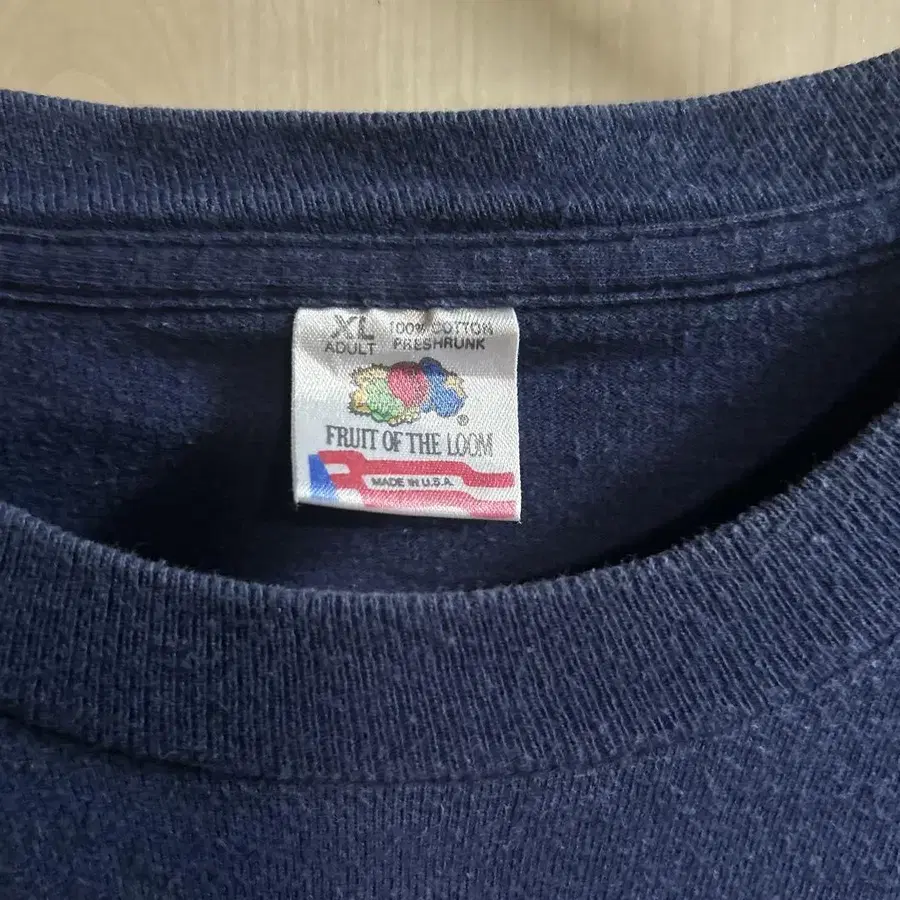 XL 100% COTTON
ADULT PRESHRUNK
®
FRUIT OF THE LOOM
MADE IN U.S.A.